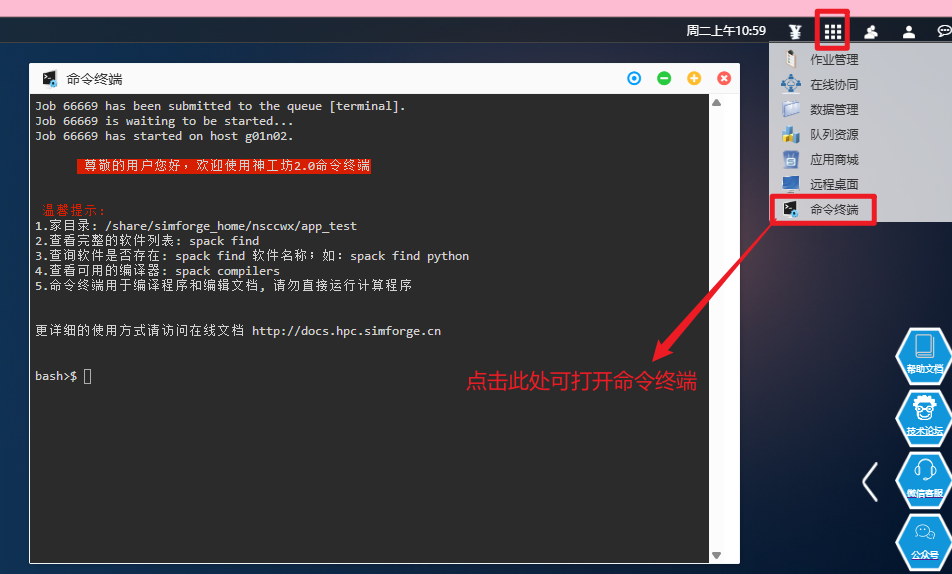 周二上午10:59
作业管理
在线协同
数据管理
队列资源
应用商城
远程桌面
命令终端
命令终端
Job 66669 has been submitted to the queue [terminal].
Job 66669 is waiting to be started...
Job 66669 has started on host g01n02.
尊敬的用户您好，欢迎使用神工坊2.0命令终端
温馨提示：
1.家目录: /share/simforge_home/nsccwx/app_test
2.查看完整的软件列表: spack find
3.查询软件是否存在: spack find 软件名称；如: spack find python
4.查看可用的编译器: spack compilers
5.命令终端用于编译程序和编辑文档, 请勿直接运行计算程序
更详细的使用方式请访问在线文档 http://docs.hpc.simforge.cn
bash>$
点击此处可打开命令终端
帮助文档
技术论坛
微信客服
公众号